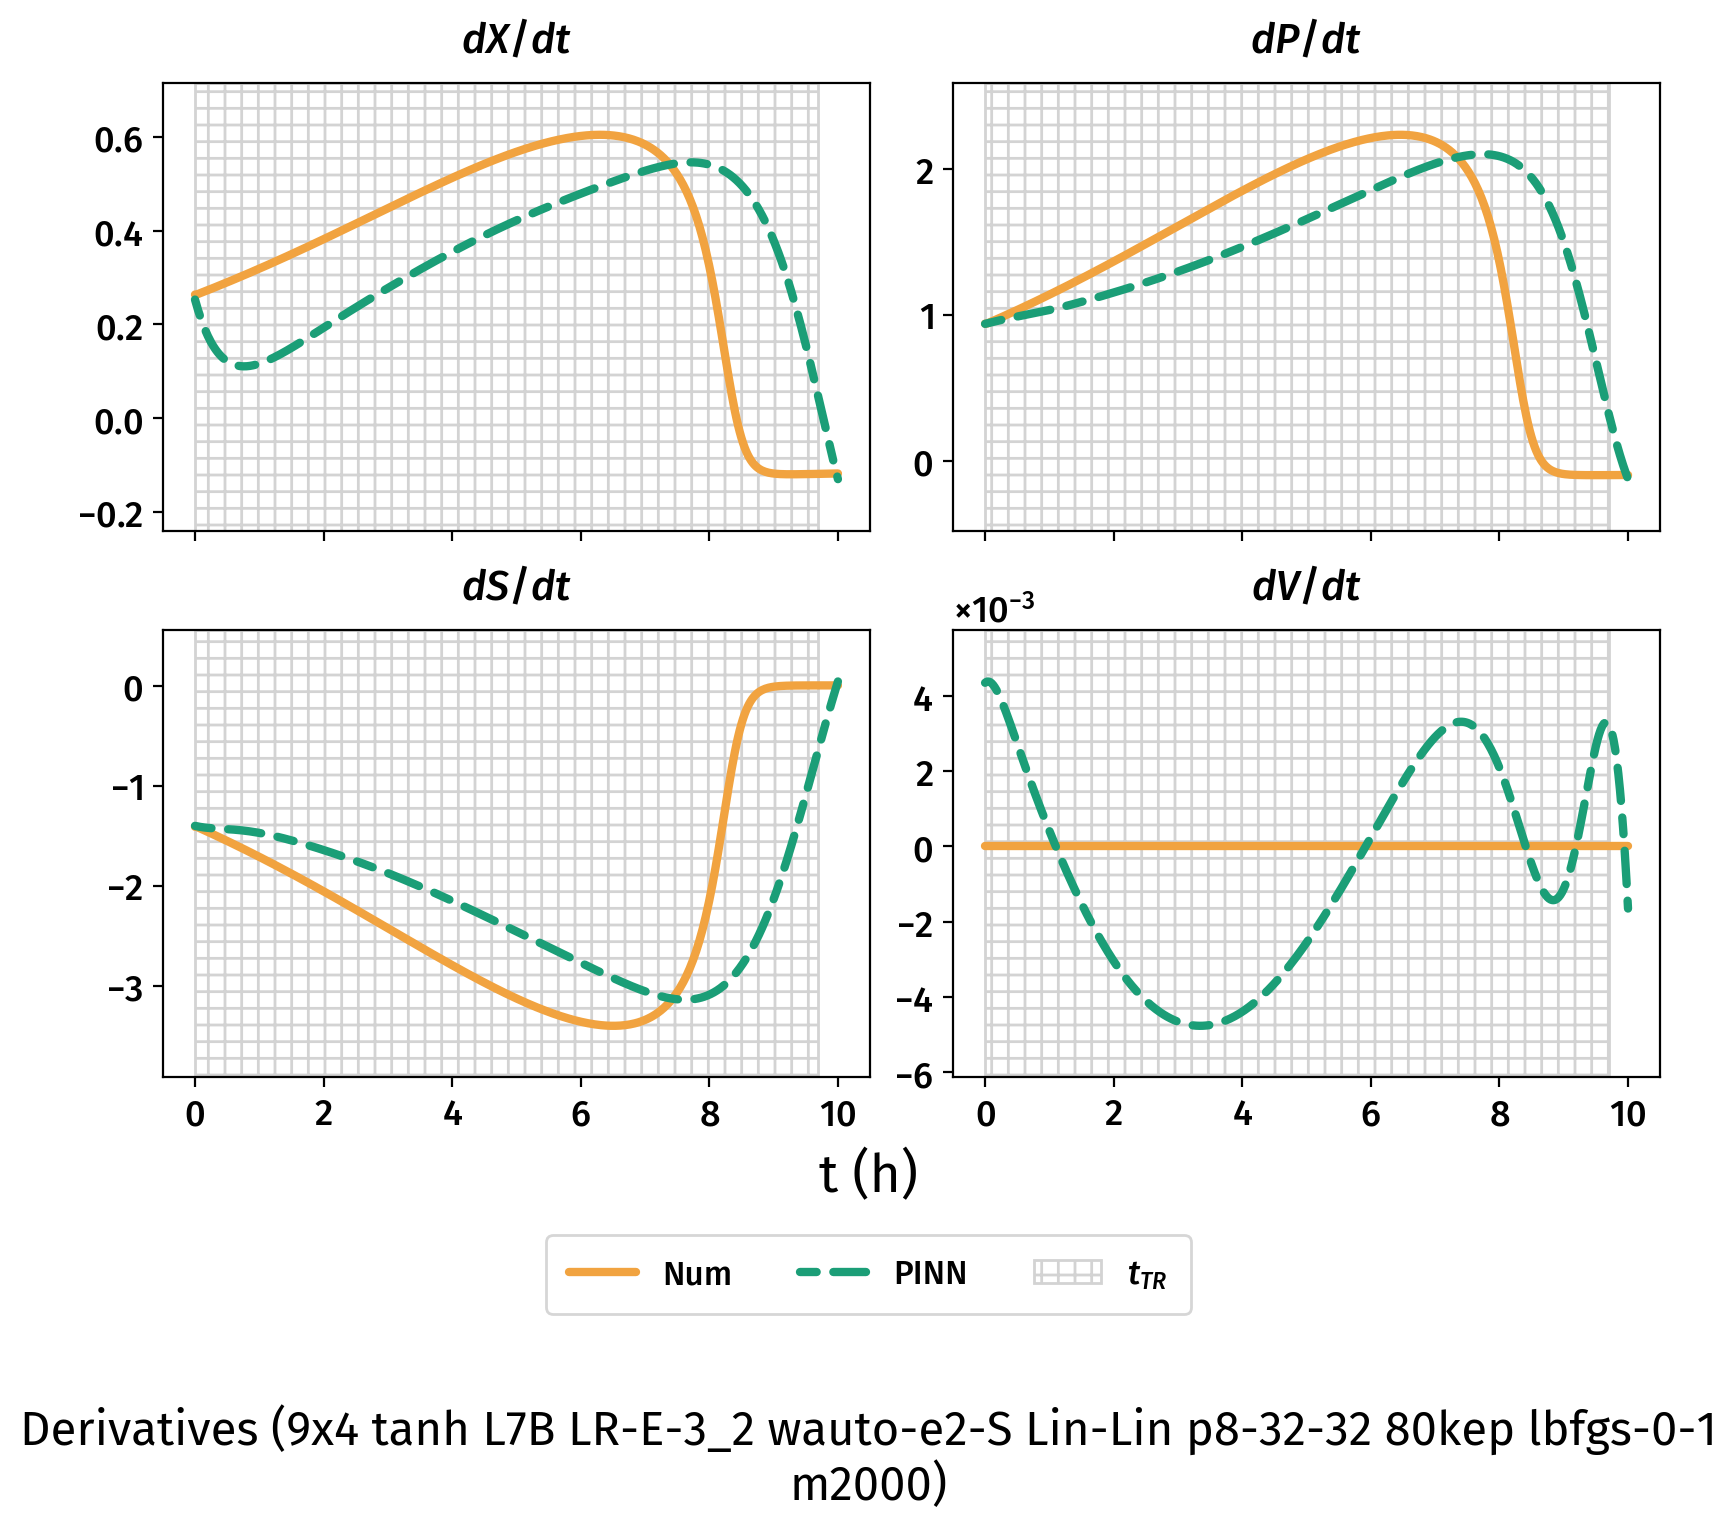 dX/dt
dP/dt
0.6
0.4
0.2
0.0
−0.2
2
1
0
dS/dt
dV/dt
×10⁻³
0
−1
−2
−3
4
2
0
−2
−4
−6
0 2 4 6 8 10
0 2 4 6 8 10
t (h)
Num PINN t_TR
Derivatives (9x4 tanh L7B LR-E-3_2 wauto-e2-S Lin-Lin p8-32-32 80kep lbfgs-0-1
m2000)